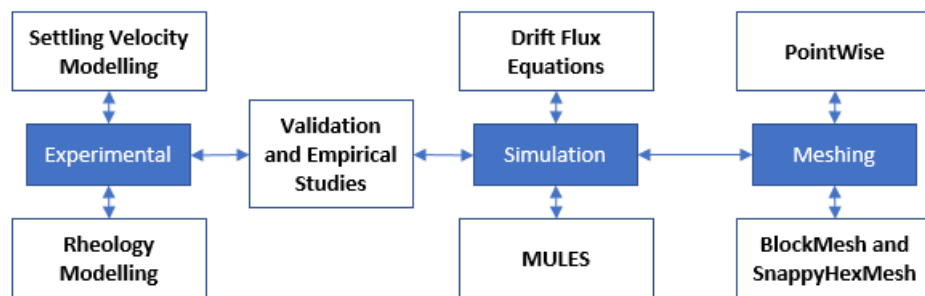 Settling Velocity
Modelling
Drift Flux
Equations
PointWise
Experimental
Validation
and Empirical
Studies
Simulation
Meshing
Rheology
Modelling
MULES
BlockMesh and
SnappyHexMesh